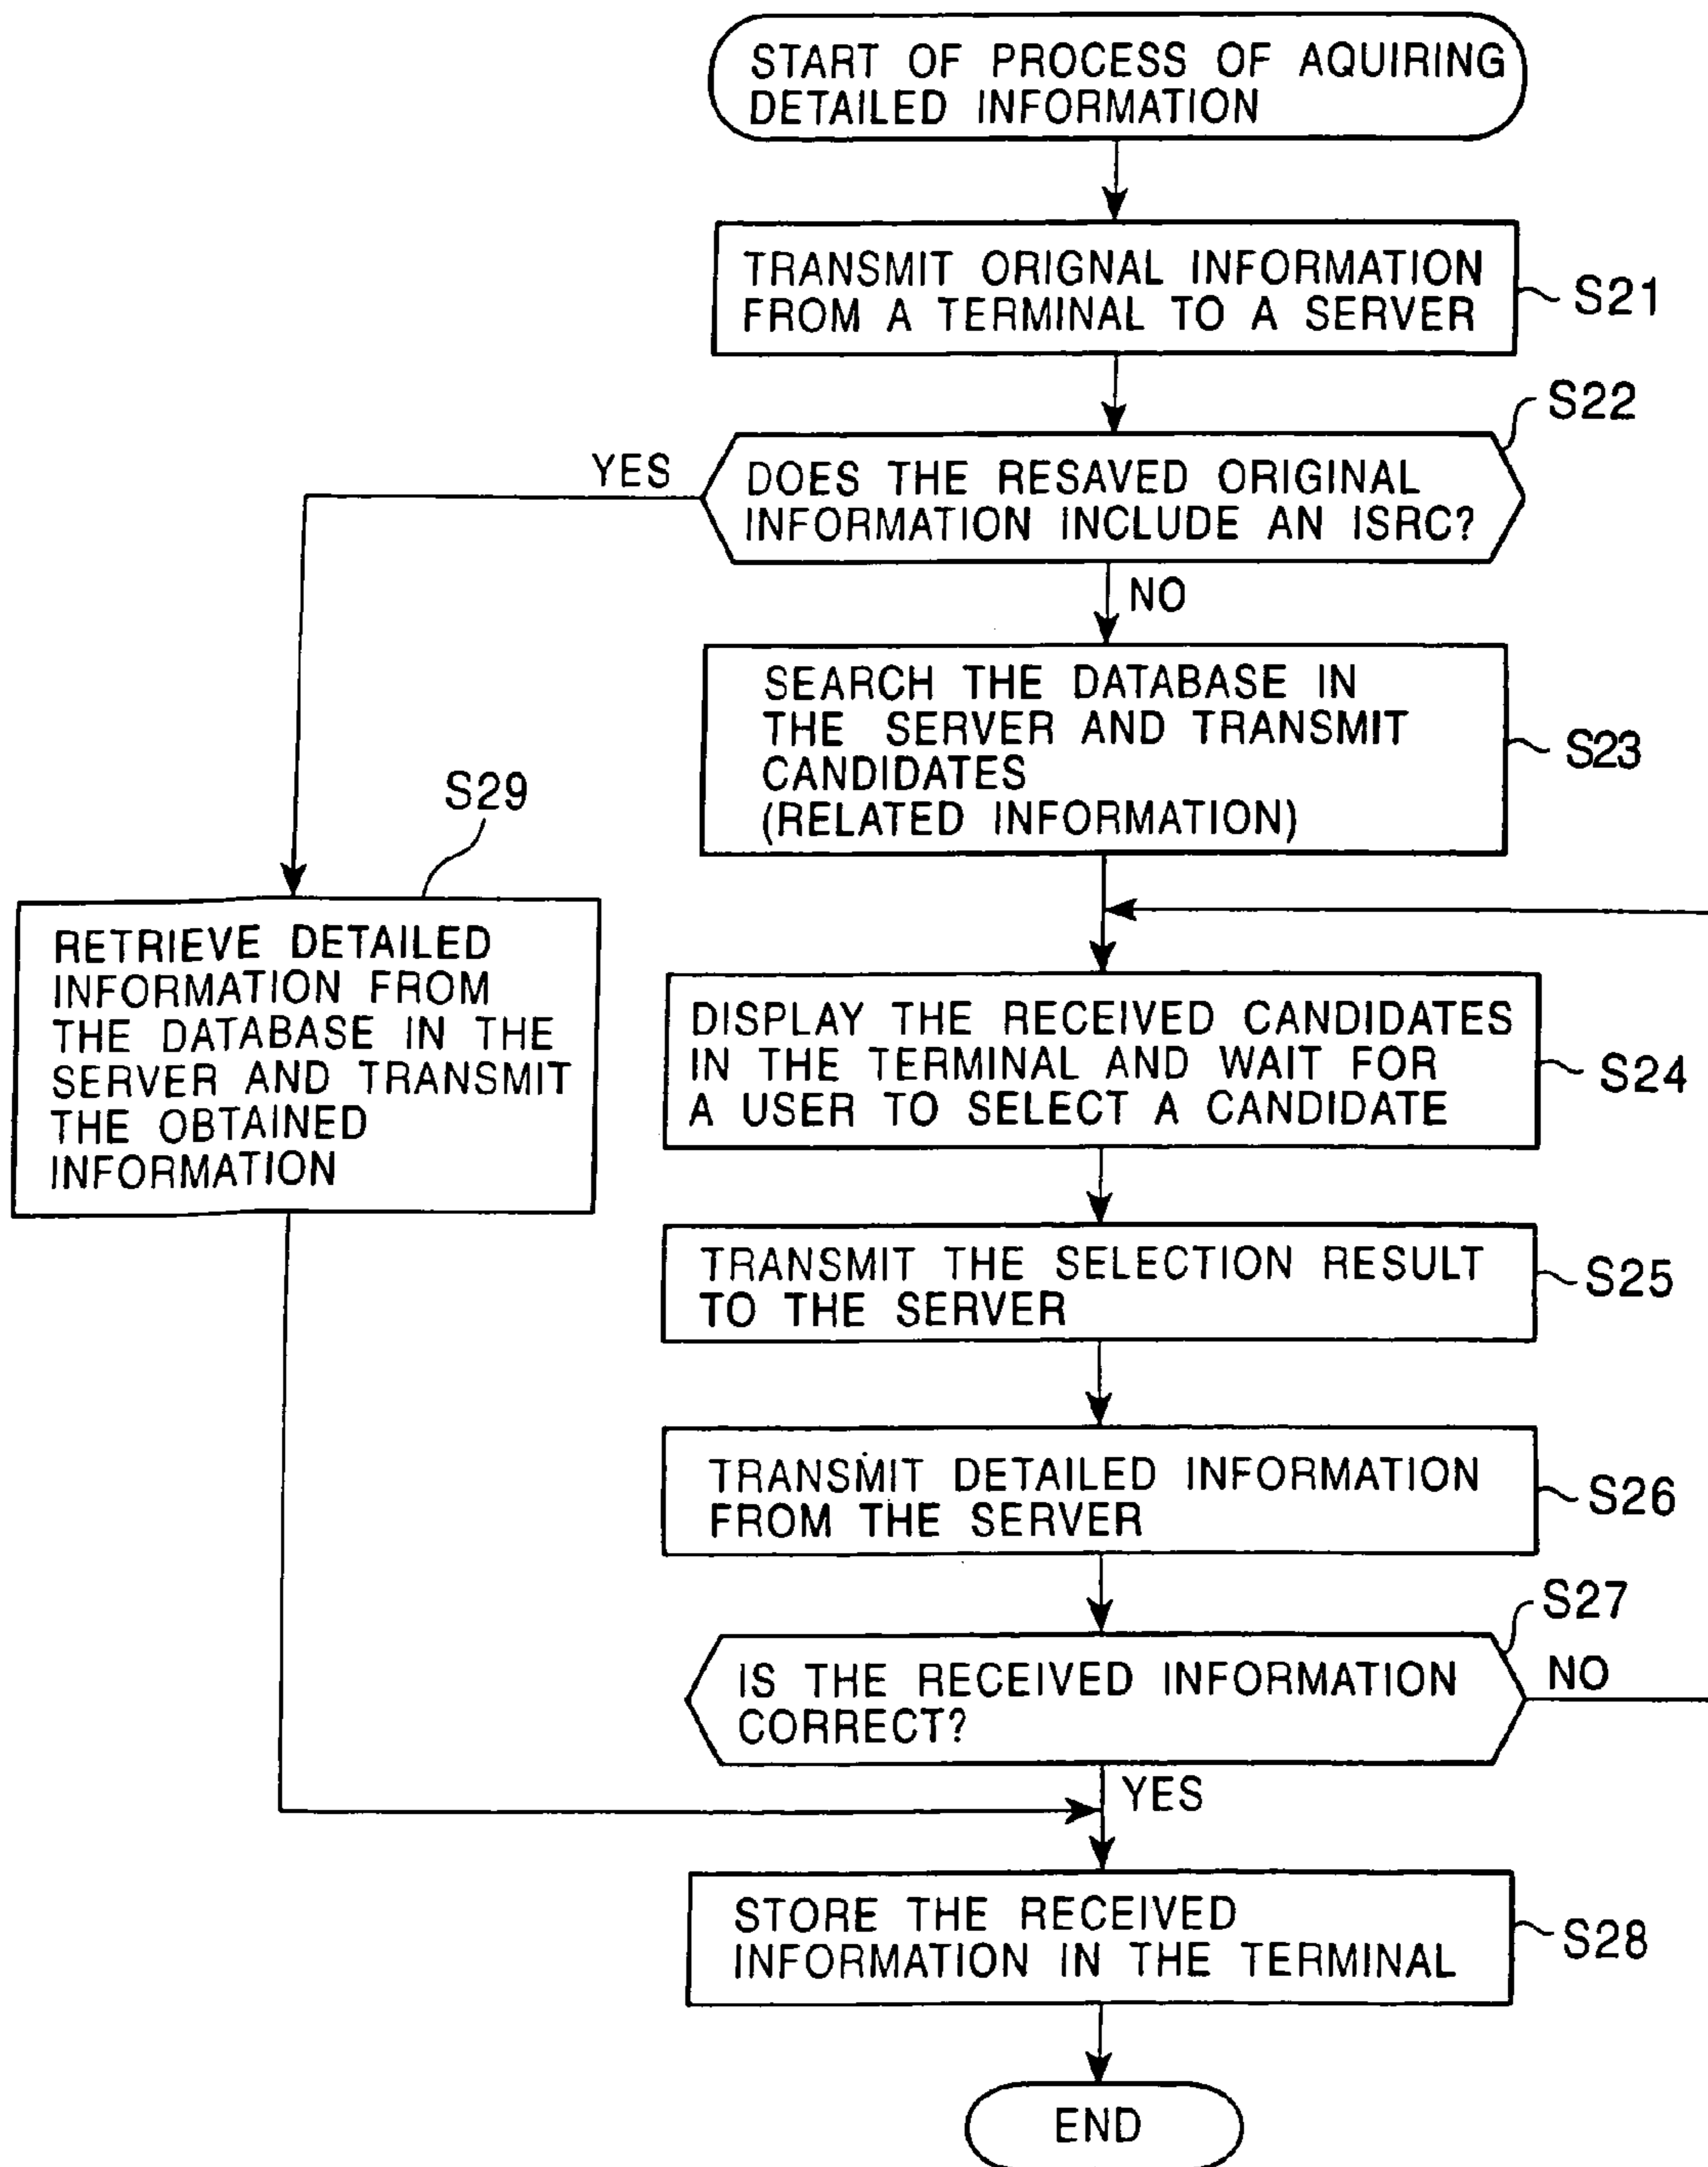 START OF PROCESS OF AQUIRING
DETAILED INFORMATION
TRANSMIT ORIGNAL INFORMATION
FROM A TERMINAL TO A SERVER
S21
S22
YES
DOES THE RESAVED ORIGINAL
INFORMATION INCLUDE AN ISRC?
NO
SEARCH THE DATABASE IN
THE SERVER AND TRANSMIT
CANDIDATES
(RELATED INFORMATION)
S23
S29
RETRIEVE DETAILED
INFORMATION FROM
THE DATABASE IN THE
SERVER AND TRANSMIT
THE OBTAINED
INFORMATION
DISPLAY THE RECEIVED CANDIDATES
IN THE TERMINAL AND WAIT FOR
A USER TO SELECT A CANDIDATE
S24
TRANSMIT THE SELECTION RESULT
TO THE SERVER
S25
TRANSMIT DETAILED INFORMATION
FROM THE SERVER
S26
S27
IS THE RECEIVED INFORMATION
CORRECT?
NO
YES
STORE THE RECEIVED
INFORMATION IN THE TERMINAL
S28
END